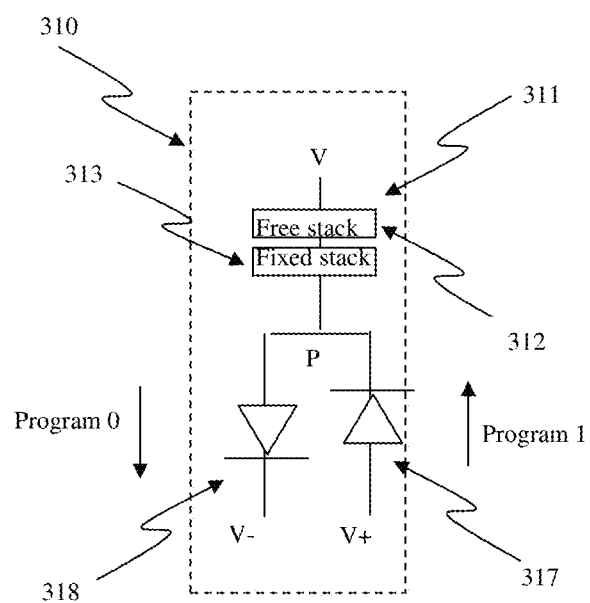 310
311
V
313
Free stack
Fixed stack
312
P
Program 0
Program 1
V-
V+
318
317